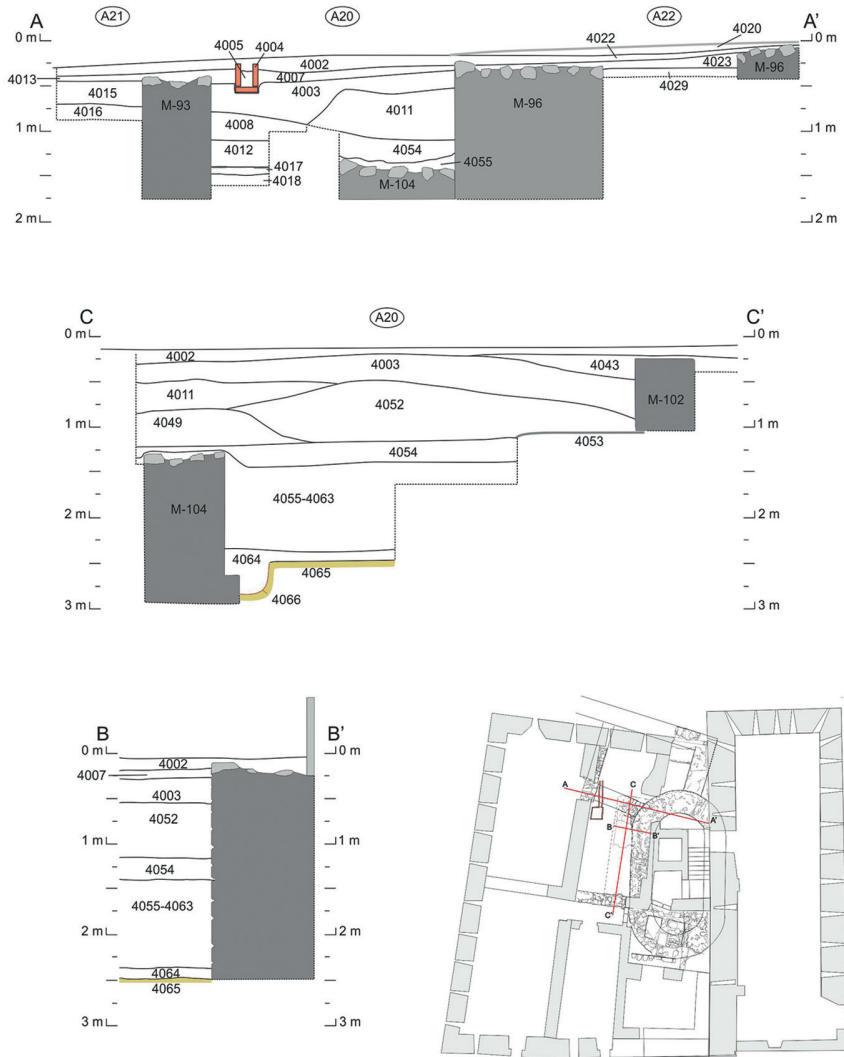 A A21 A20 A22 A'
0 m 0 m
4005 4004 4022 4020
4002
4013 4007 4023 M-96
4015 4003 4029
4016 M-93 4011 M-96
1 m 4008 1 m
4012 4054
4017 4055
4018 M-104
2 m 2 m
C A20 C'
0 m 0 m
4002 4003 4043
4011 4052 M-102
4049
1 m 1 m
4054 4053
M-104 4055-4063
2 m 2 m
4064 4065
4066
3 m 3 m
B B'
0 m 0 m
4002
4007
4003
4052
1 m 1 m
4054
4055-4063
2 m 2 m
4064
4065
3 m 3 m
A C
B B' A'
C'